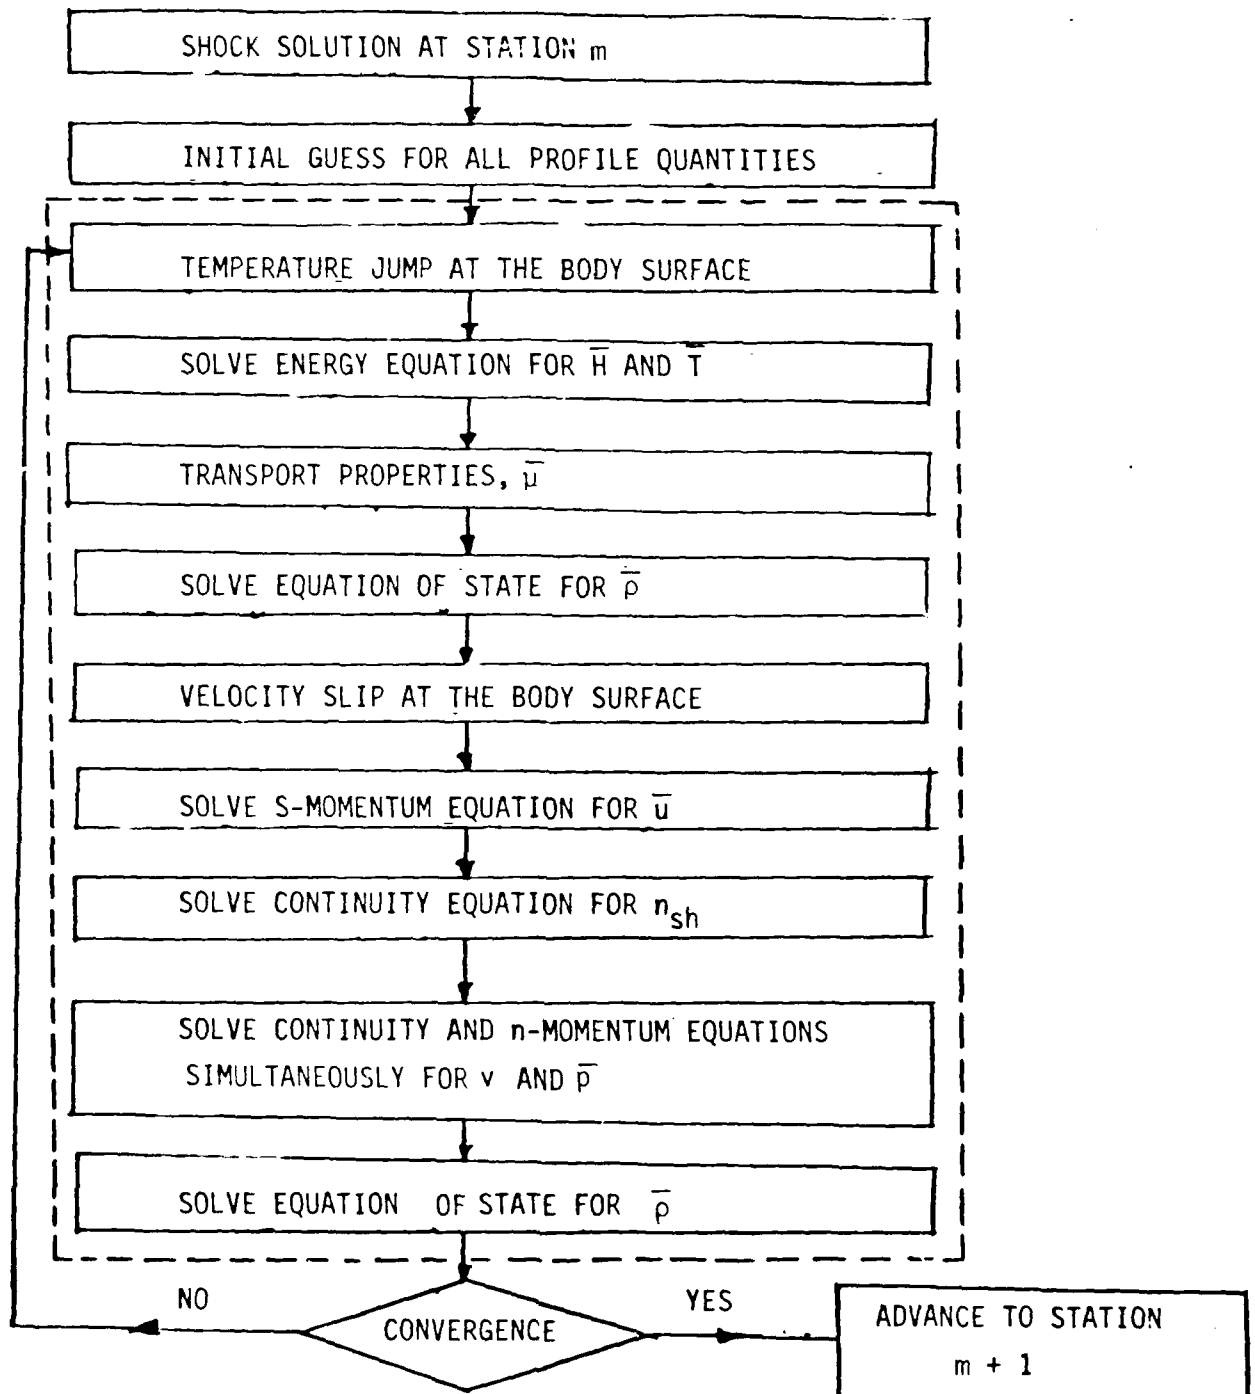 SHOCK SOLUTION AT STATION m
INITIAL GUESS FOR ALL PROFILE QUANTITIES
TEMPERATURE JUMP AT THE BODY SURFACE
SOLVE ENERGY EQUATION FOR H̅ AND T̅
TRANSPORT PROPERTIES, μ̅
SOLVE EQUATION OF STATE FOR ρ̅
VELOCITY SLIP AT THE BODY SURFACE
SOLVE S-MOMENTUM EQUATION FOR u̅
SOLVE CONTINUITY EQUATION FOR n_sh
SOLVE CONTINUITY AND n-MOMENTUM EQUATIONS
SIMULTANEOUSLY FOR v AND p̅
SOLVE EQUATION OF STATE FOR ρ̅
NO
CONVERGENCE
YES
ADVANCE TO STATION
m + 1